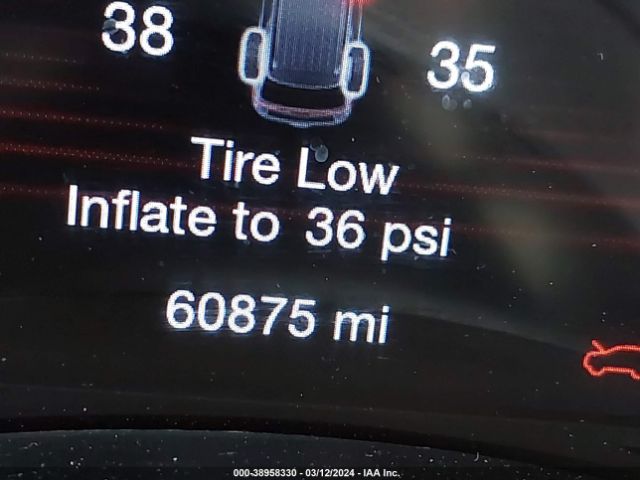 38 35
Tire Low
Inflate to 36 psi
60875 mi
000-38958330 - 03/12/2024 - IAA Inc.